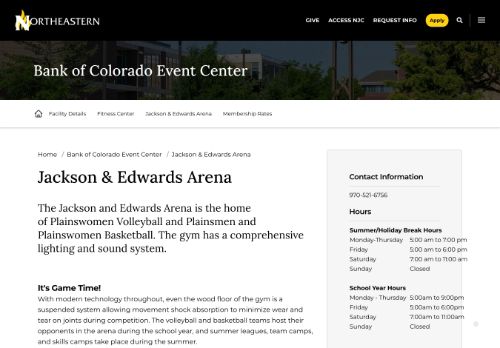 NORTHEASTERN
GIVE ACCESS NJC REQUEST INFO Apply
Bank of Colorado Event Center
Facility Details Fitness Center Jackson & Edwards Arena Membership Rates
Home / Bank of Colorado Event Center / Jackson & Edwards Arena
Jackson & Edwards Arena
The Jackson and Edwards Arena is the home
of Plainswomen Volleyball and Plainsmen and
Plainswomen Basketball. The gym has a comprehensive
lighting and sound system.
It's Game Time!
With modern technology throughout, even the wood floor of the gym is a
suspended system allowing movement shock absorption to minimize wear and
tear on joints during competition. The volleyball and basketball teams host their
opponents in the arena during the school year, and summer leagues, team camps,
and skills camps take place during the summer.
Contact Information
970-521-6756
Hours
Summer/Holiday Break Hours
Monday-Thursday 5:00 am to 7:00 pm
Friday 5:00 am to 6:00 pm
Saturday 7:00 am to 11:00 am
Sunday Closed
School Year Hours
Monday - Thursday 5:00am to 9:00pm
Friday 5:00am to 6:00pm
Saturday 7:00am to 11:00am
Sunday Closed